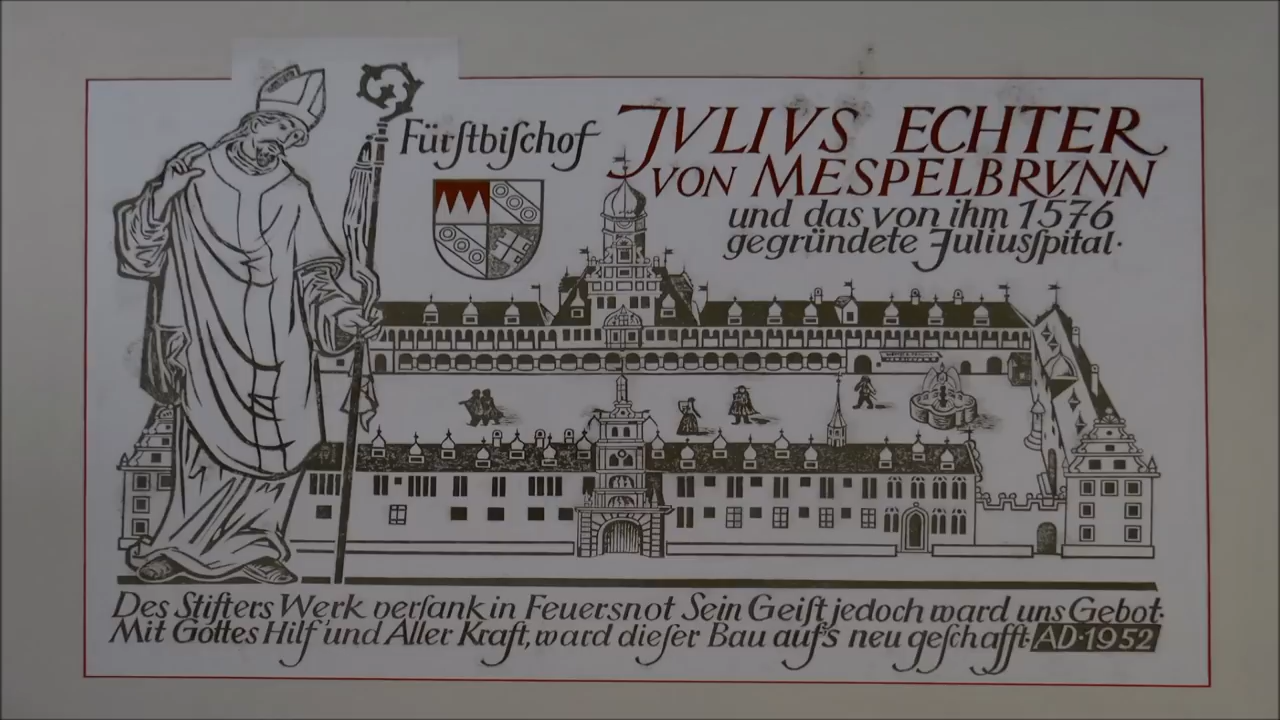 Fürſtbiſchof
JVLIVS ECHTER
VON MESPELBRVNN
und das von ihm 1576
gegründete Juliusſpital·
Des Stifters Werk verſank in Feuersnot Sein Geiſt jedoch ward uns Gebot·
Mit Gottes Hilf' und Aller Kraft, ward dieſer Bau auf's neu geſchafft· AD·1952